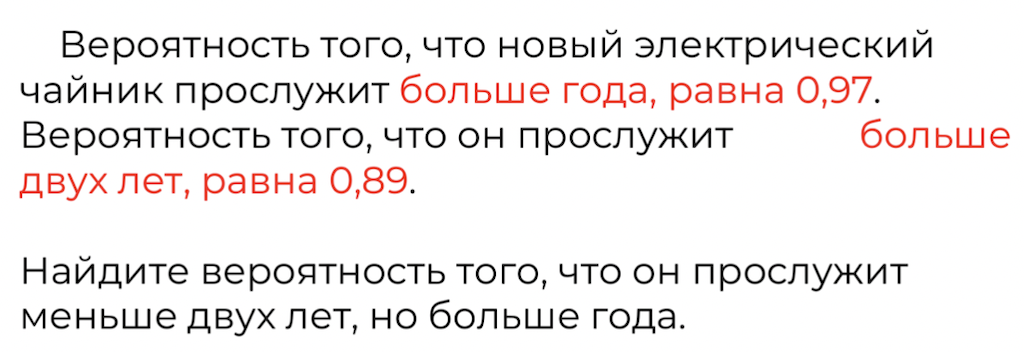 Вероятность того, что новый электрический
чайник прослужит больше года, равна 0,97.
Вероятность того, что он прослужит больше
двух лет, равна 0,89.
Найдите вероятность того, что он прослужит
меньше двух лет, но больше года.